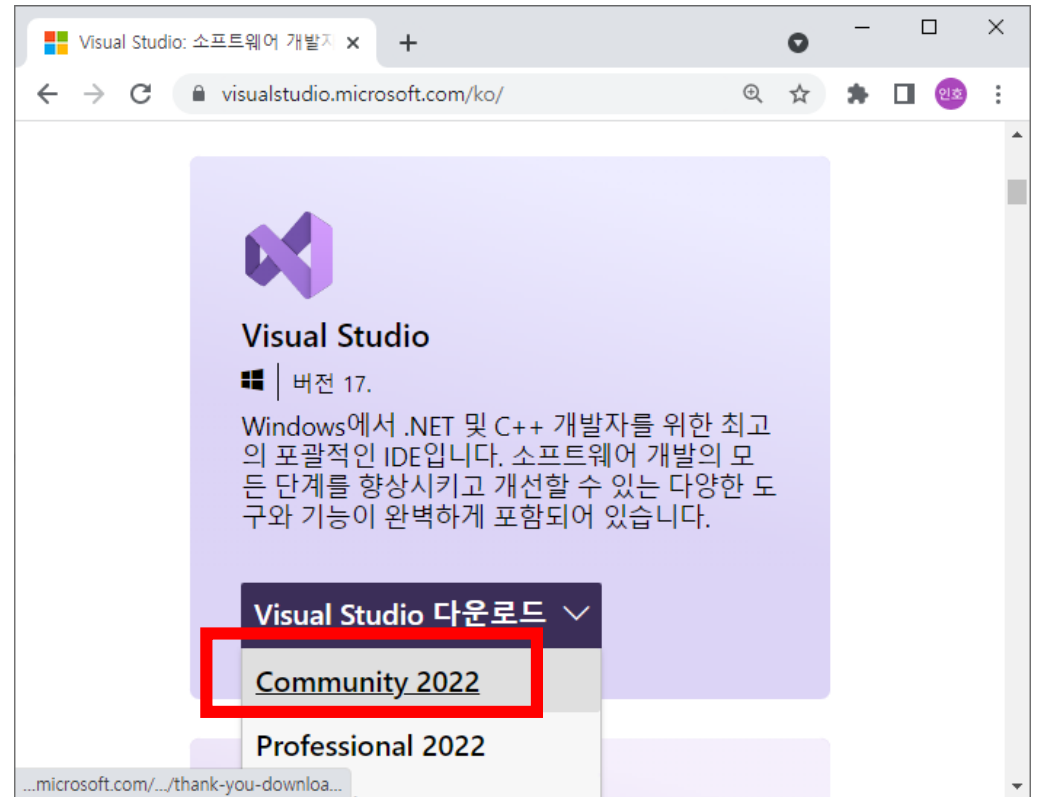 Visual Studio: 소프트웨어 개발자
visualstudio.microsoft.com/ko/
인호
Visual Studio
버전 17.
Windows에서 .NET 및 C++ 개발자를 위한 최고
의 포괄적인 IDE입니다. 소프트웨어 개발의 모
든 단계를 향상시키고 개선할 수 있는 다양한 도
구와 기능이 완벽하게 포함되어 있습니다.
Visual Studio 다운로드
Community 2022
Professional 2022
...microsoft.com/.../thank-you-downloa...